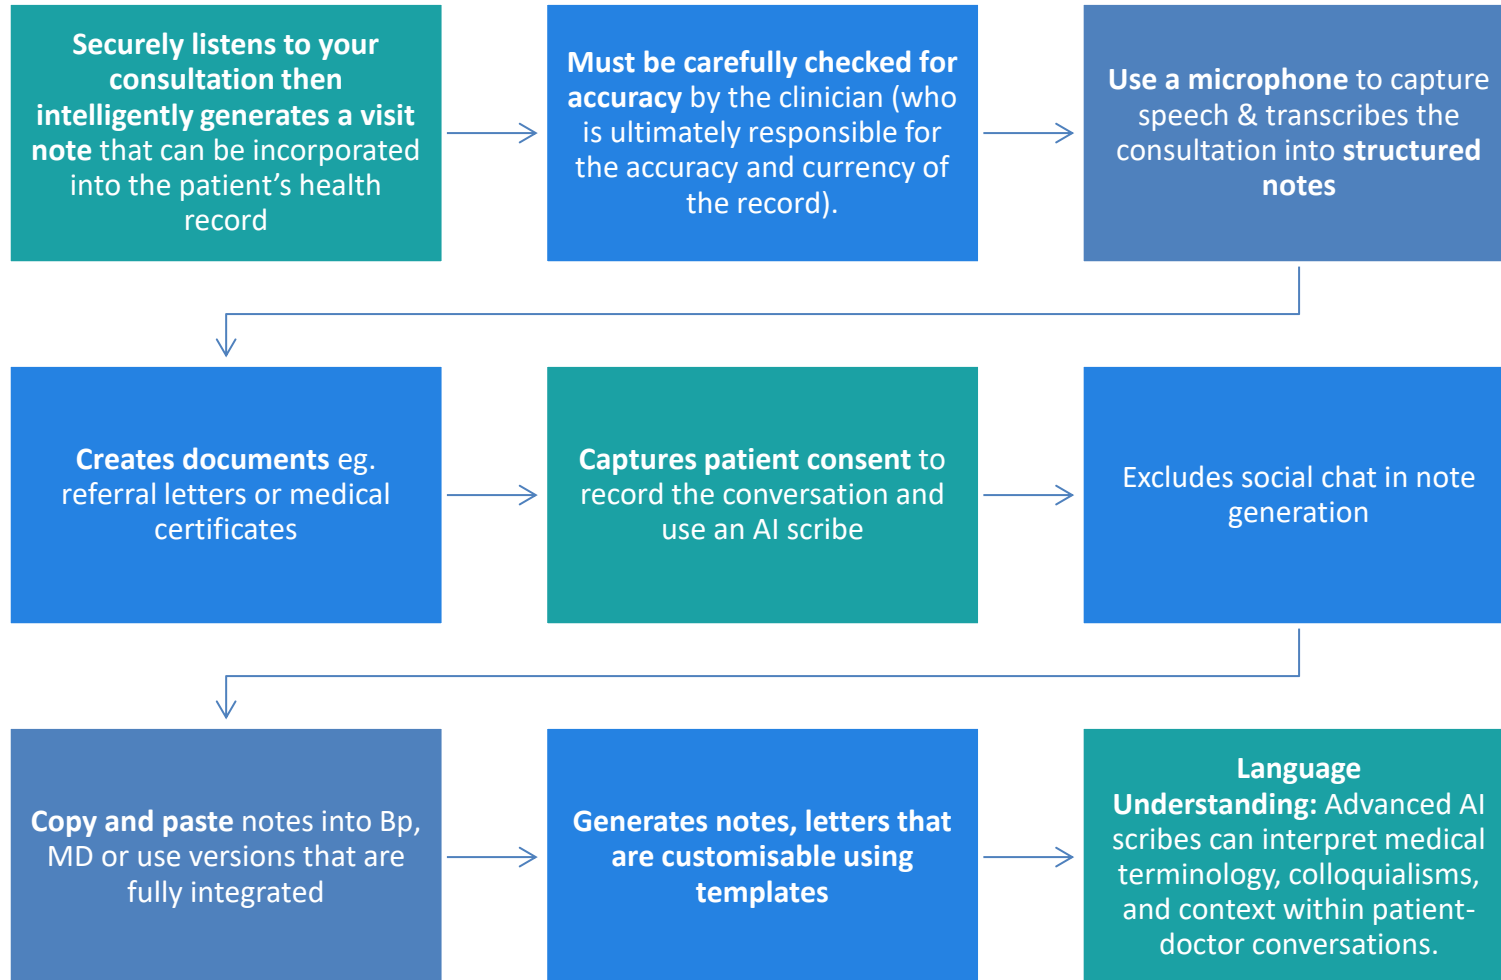 Securely listens to your
consultation then
intelligently generates a visit
note that can be incorporated
into the patient's health
record
Must be carefully checked for
accuracy by the clinician (who
is ultimately responsible for
the accuracy and currency of
the record).
Use a microphone to capture
speech & transcribes the
consultation into structured
notes
Creates documents eg.
referral letters or medical
certificates
Captures patient consent to
record the conversation and
use an AI scribe
Excludes social chat in note
generation
Copy and paste notes into Bp,
MD or use versions that are
fully integrated
Generates notes, letters that
are customisable using
templates
Language
Understanding: Advanced AI
scribes can interpret medical
terminology, colloquialisms,
and context within patient-
doctor conversations.